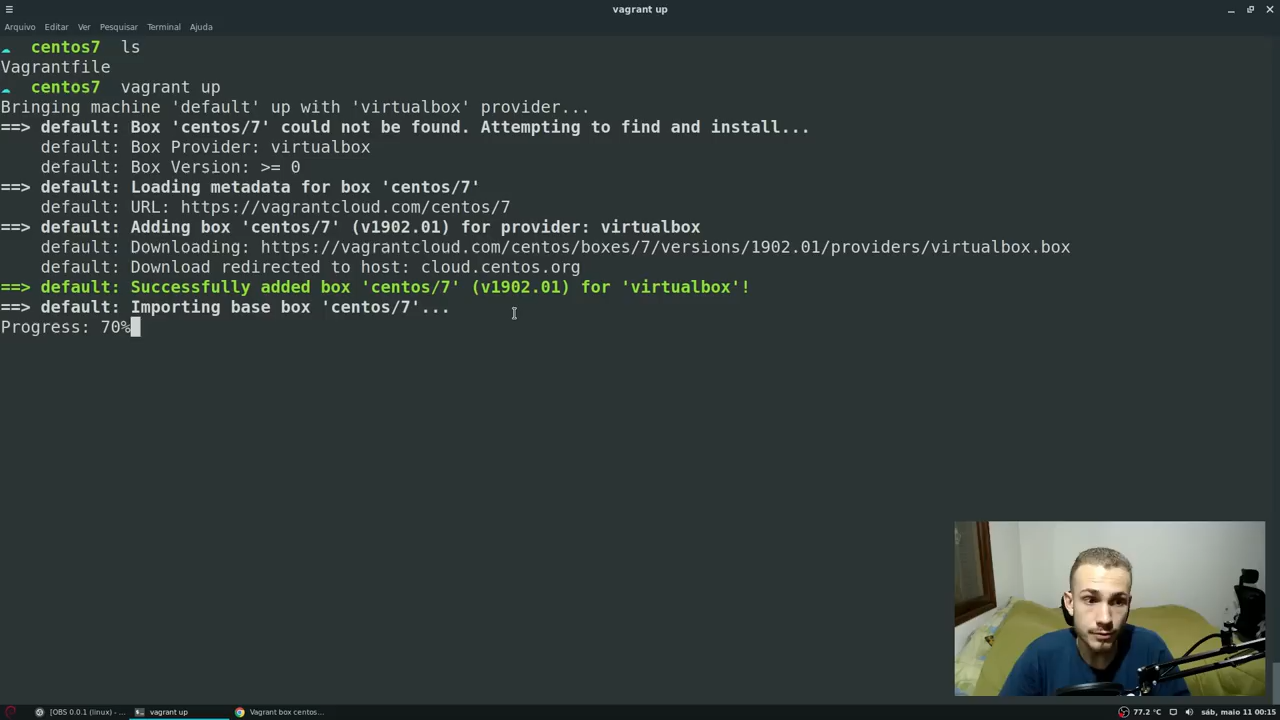 vagrant up
Arquivo Editar Ver Pesquisar Terminal Ajuda
centos7 ls
Vagrantfile
centos7 vagrant up
Bringing machine 'default' up with 'virtualbox' provider...
==> default: Box 'centos/7' could not be found. Attempting to find and install...
default: Box Provider: virtualbox
default: Box Version: >= 0
==> default: Loading metadata for box 'centos/7'
default: URL: https://vagrantcloud.com/centos/7
==> default: Adding box 'centos/7' (v1902.01) for provider: virtualbox
default: Downloading: https://vagrantcloud.com/centos/boxes/7/versions/1902.01/providers/virtualbox.box
default: Download redirected to host: cloud.centos.org
==> default: Successfully added box 'centos/7' (v1902.01) for 'virtualbox'!
==> default: Importing base box 'centos/7'...
Progress: 70%
[OBS 0.0.1 (linux) - ... vagrant up Vagrant box centos... 77.2 °C sáb, maio 11 00:15